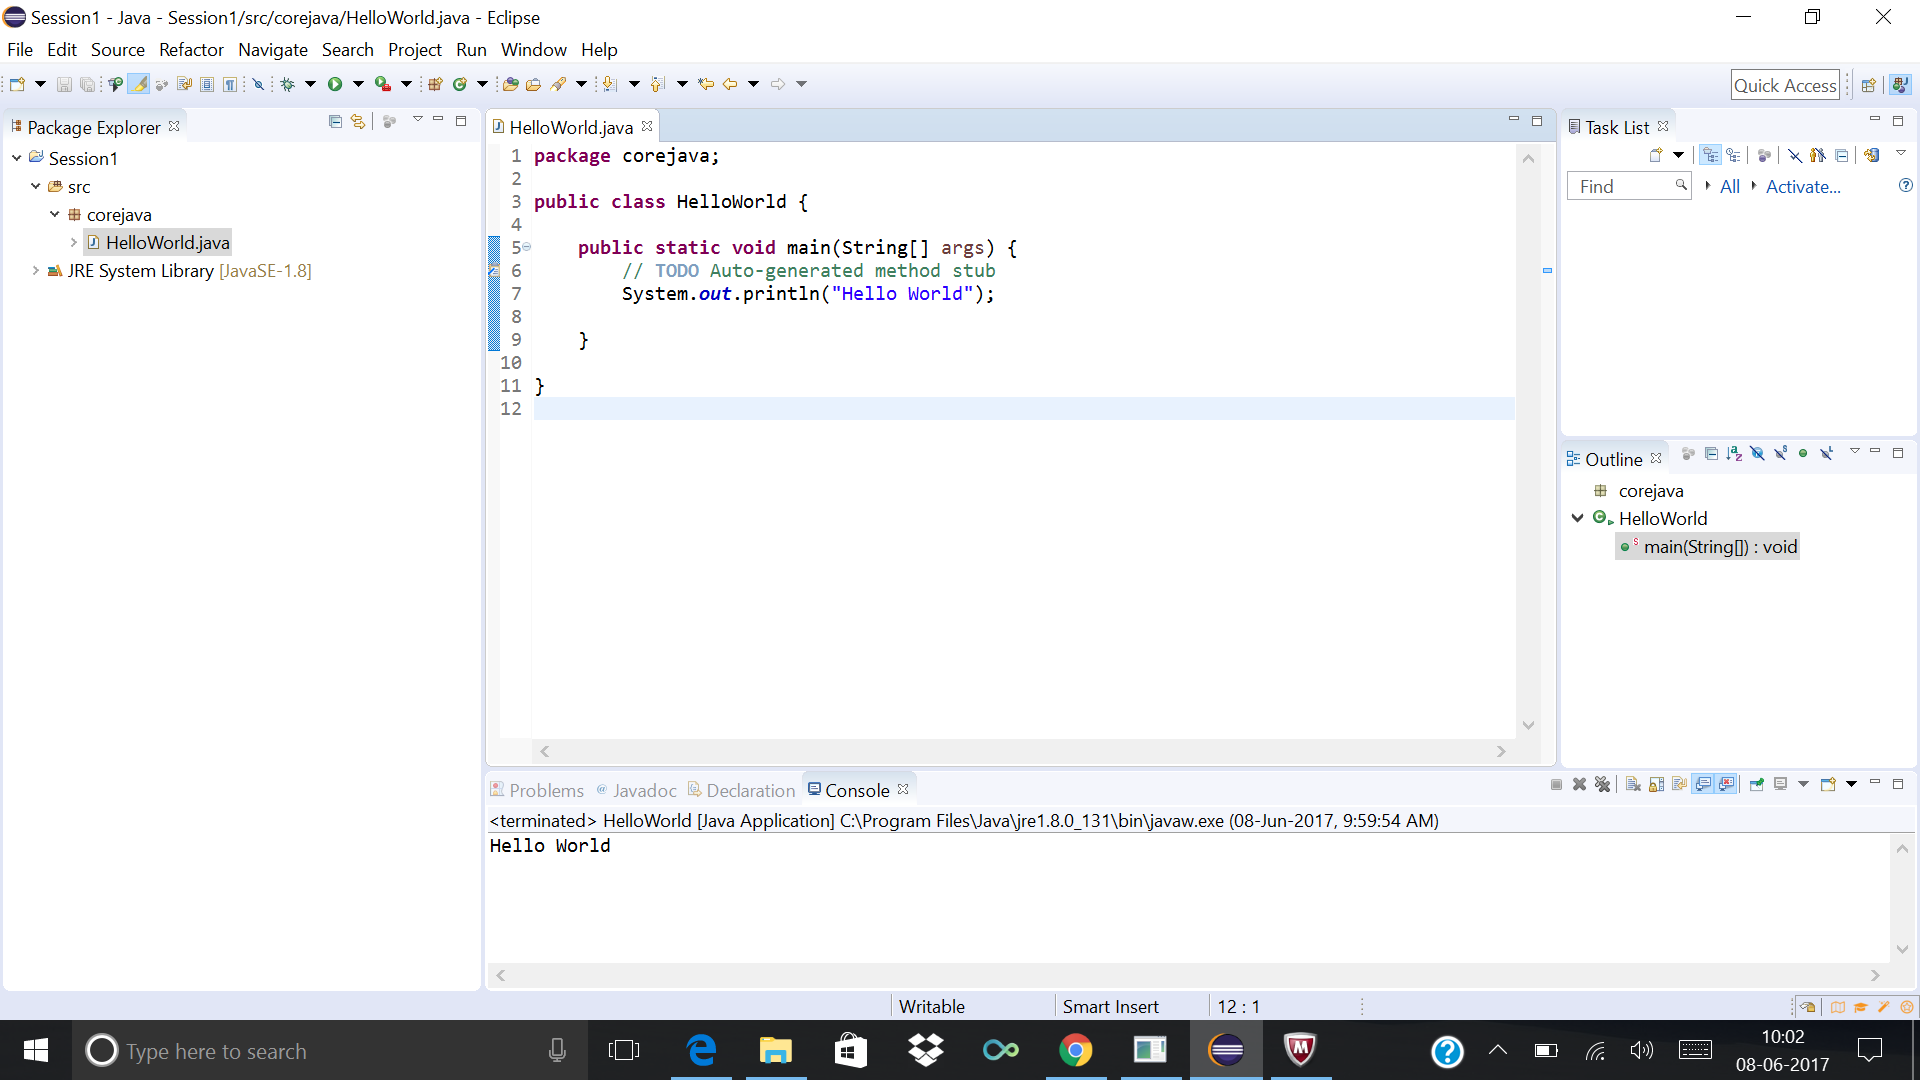 Session1 - Java - Session1/src/corejava/HelloWorld.java - Eclipse
File Edit Source Refactor Navigate Search Project Run Window Help
Quick Access
Package Explorer
Session1
src
corejava
HelloWorld.java
JRE System Library [JavaSE-1.8]
HelloWorld.java
1 package corejava;
2
3 public class HelloWorld {
4
5 public static void main(String[] args) {
6 // TODO Auto-generated method stub
7 System.out.println("Hello World");
8
9 }
10
11 }
12
Task List
Find All Activate...
Outline
corejava
HelloWorld
main(String[]) : void
Problems @ Javadoc Declaration Console
<terminated> HelloWorld [Java Application] C:\Program Files\Java\jre1.8.0_131\bin\javaw.exe (08-Jun-2017, 9:59:54 AM)
Hello World
Writable Smart Insert 12 : 1
Type here to search
10:02
08-06-2017